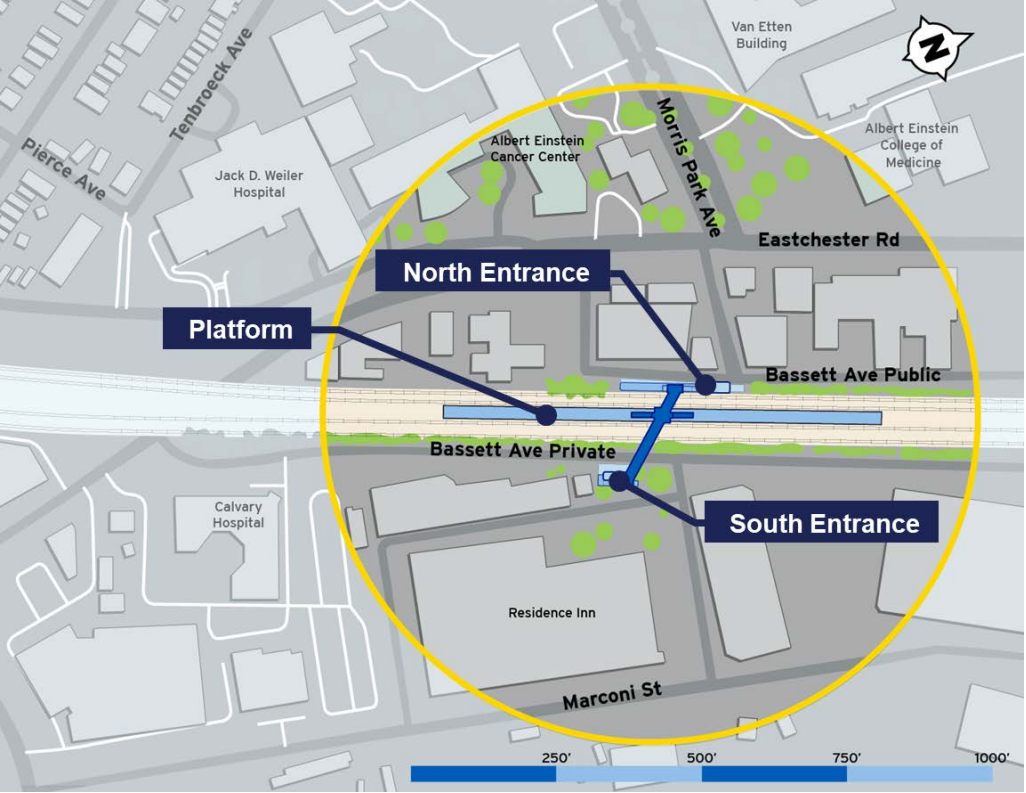 Van Etten
Building
N
Tenbroeck Ave
Pierce Ave
Morris Park Ave
Albert Einstein
Cancer Center
Albert Einstein
College of
Medicine
Jack D. Weiler
Hospital
Eastchester Rd
North Entrance
Platform
Bassett Ave Public
Bassett Ave Private
Calvary
Hospital
South Entrance
Residence Inn
Marconi St
250' 500' 750' 1000'